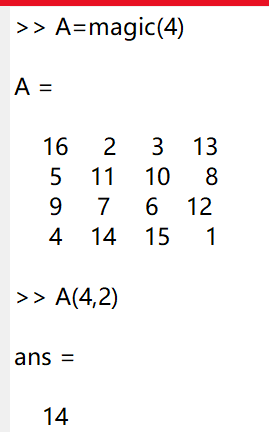 >> A=magic(4)
A =
16 2 3 13
5 11 10 8
9 7 6 12
4 14 15 1
>> A(4,2)
ans =
14